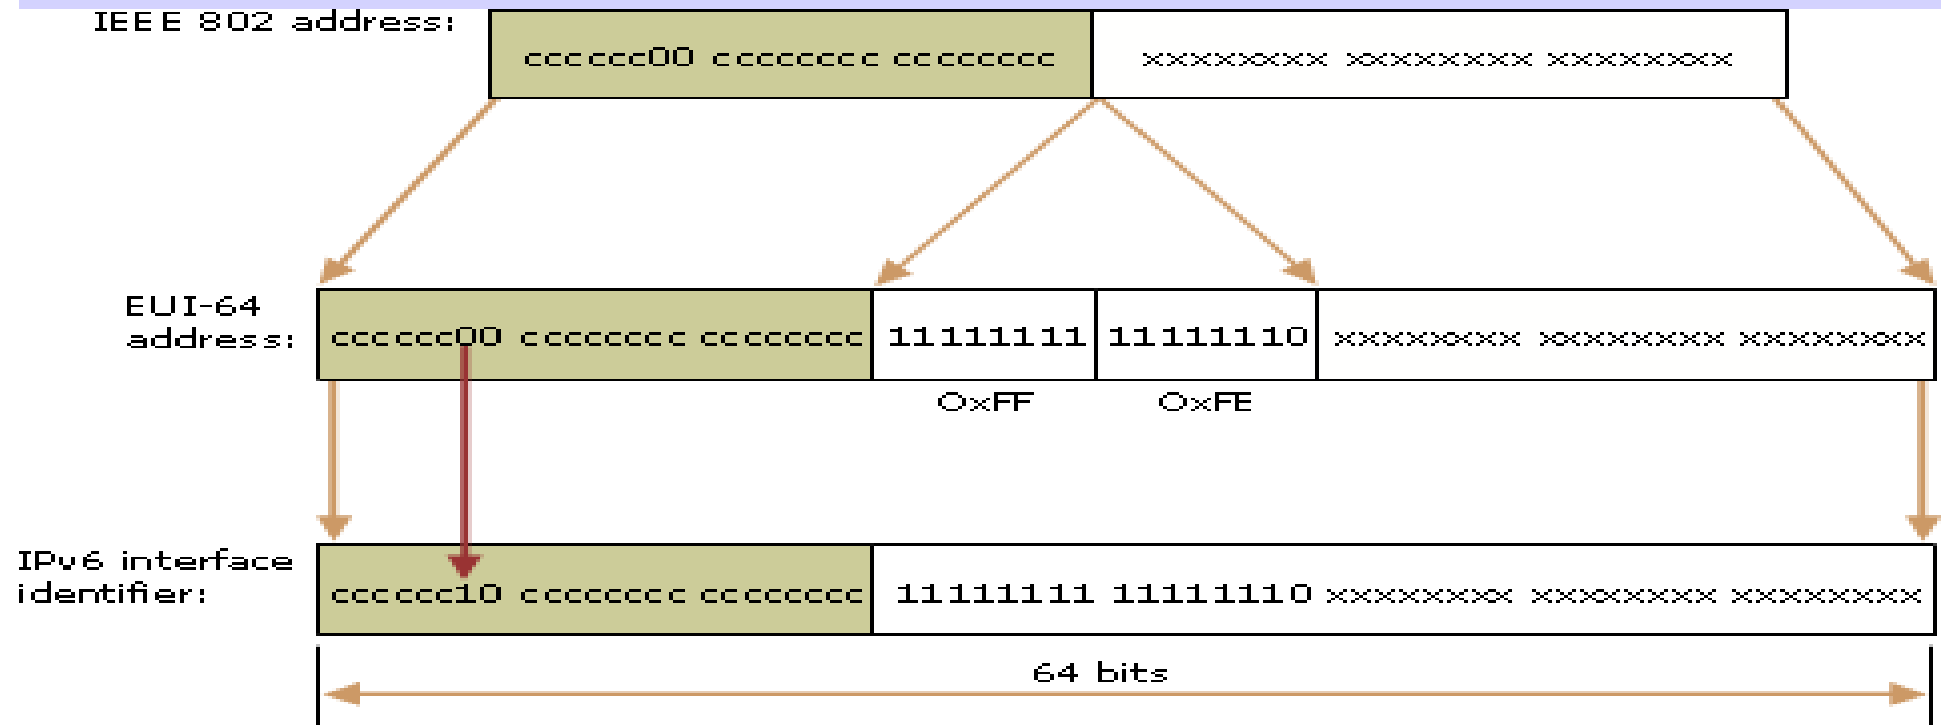 IEEE 802 address:
cccccc00 cccccccc cccccccc xxxxxxxx xxxxxxxx xxxxxxxx
EUI-64
address:
cccccc00 cccccccc cccccccc 11111111 11111110 xxxxxxxx xxxxxxxx xxxxxxxx
0xFF 0xFE
IPv6 interface
identifier:
cccccc10 cccccccc cccccccc 11111111 11111110 xxxxxxxx xxxxxxxx xxxxxxxx
64 bits